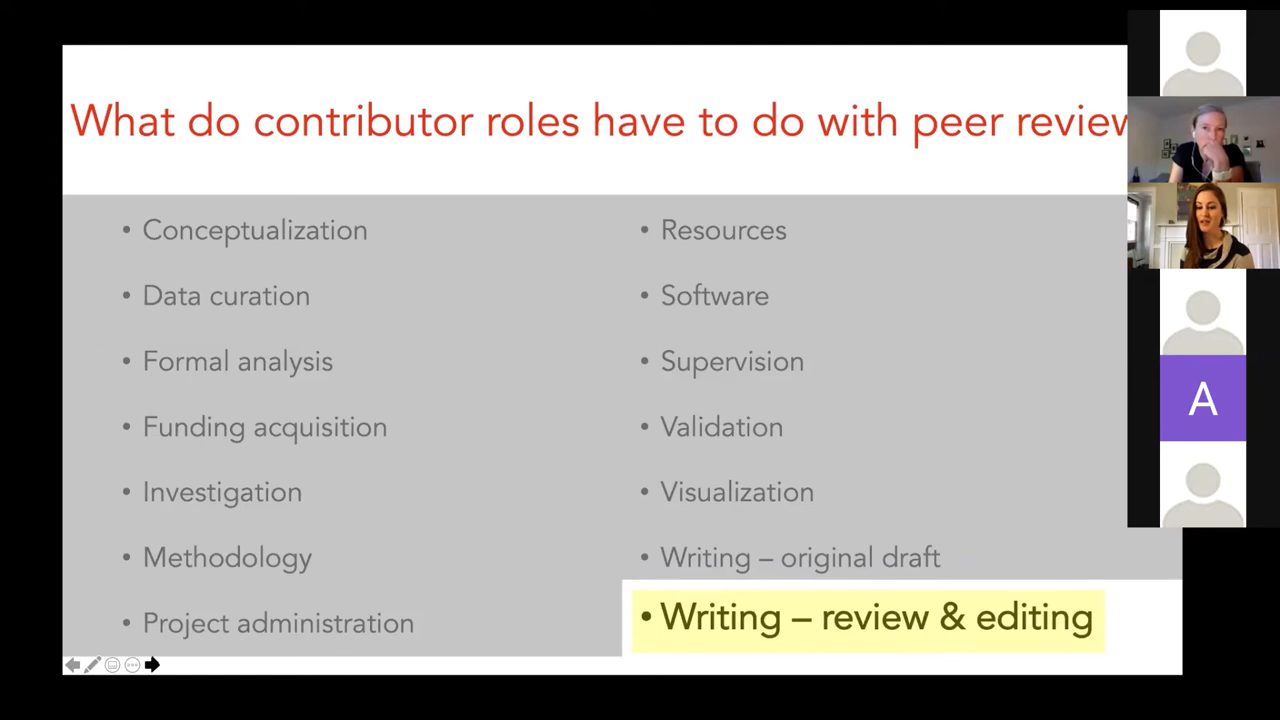 What do contributor roles have to do with peer review
• Conceptualization
• Data curation
• Formal analysis
• Funding acquisition
• Investigation
• Methodology
• Project administration
• Resources
• Software
• Supervision
• Validation
• Visualization
• Writing – original draft
• Writing – review & editing
A